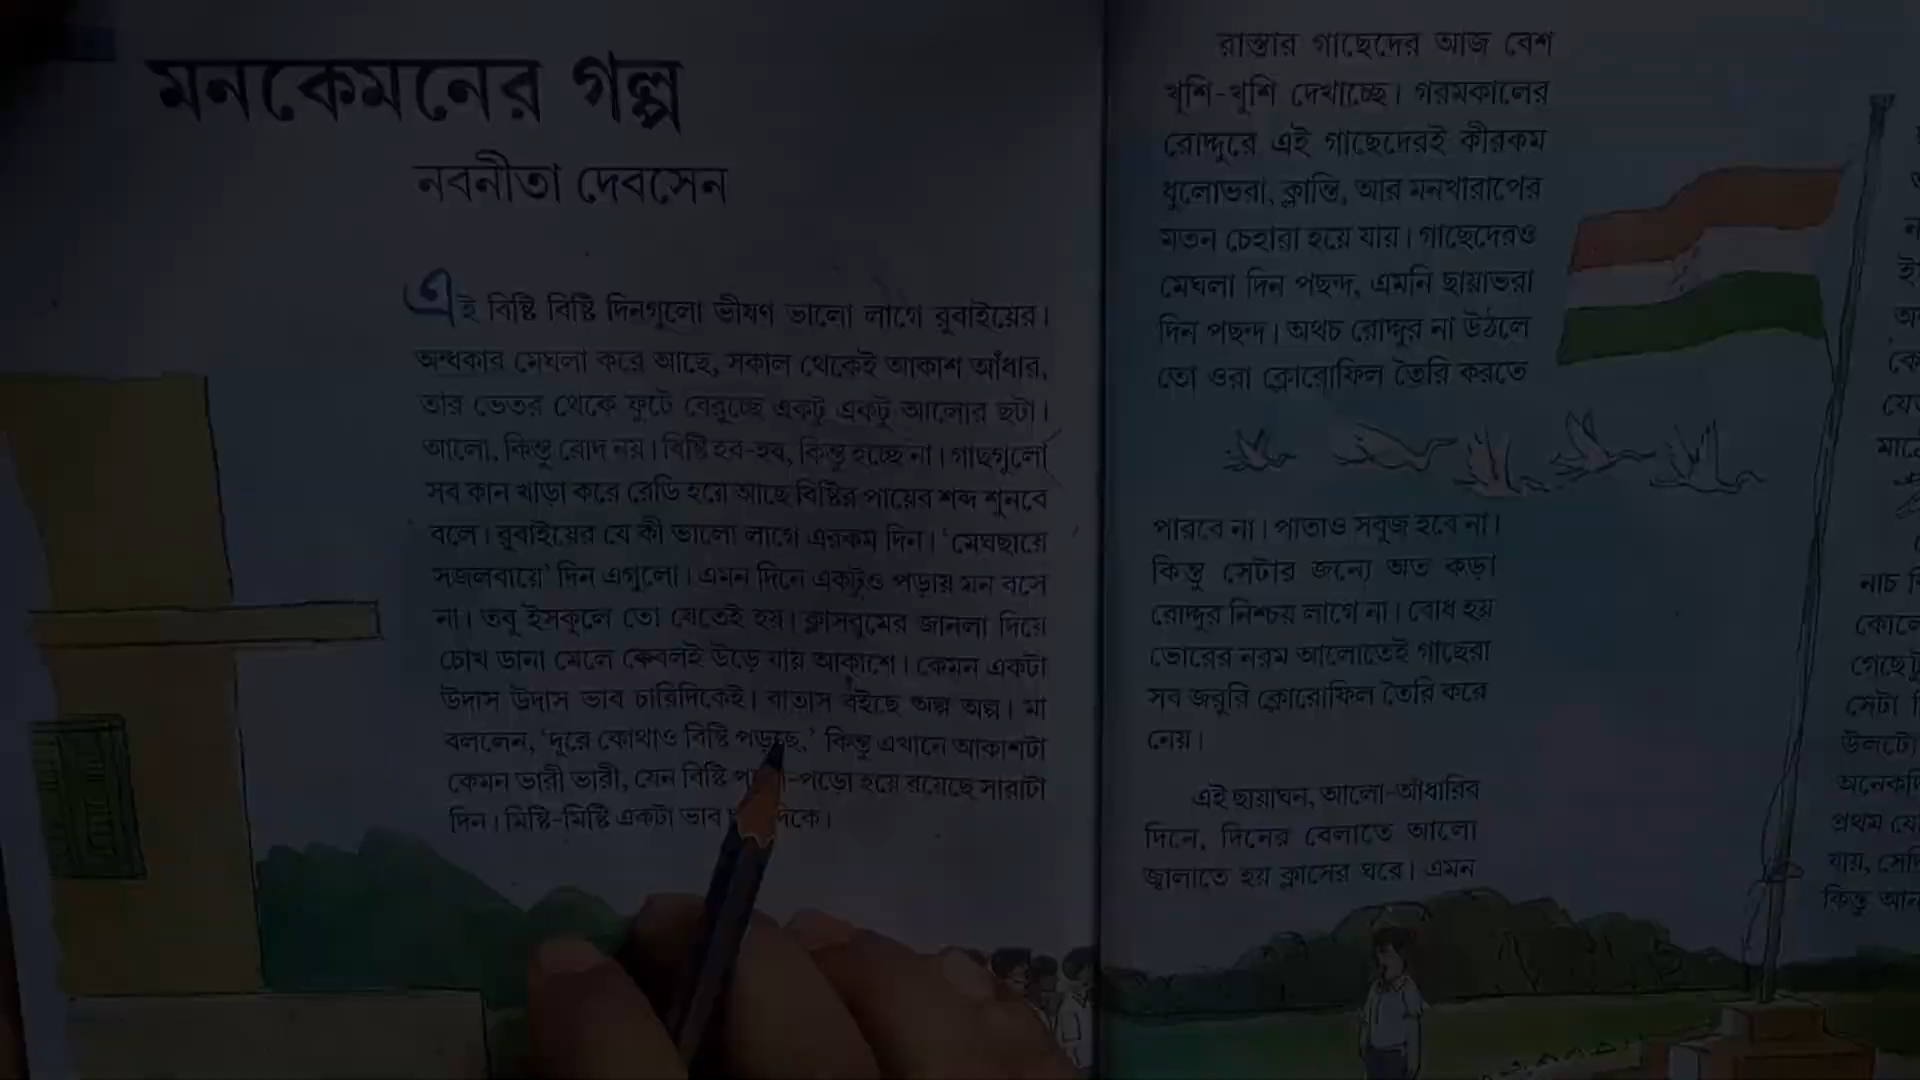 মনকেমনের গল্প
নবনীতা দেবসেন
এই বিষ্টি বিষ্টি দিনগুলো ভীষণ ভালো লাগে রুবাইয়ের।
অন্ধকার মেঘলা করে আছে, সকাল থেকেই আকাশ আঁধার,
তার ভেতর থেকে ফুটে বেরুচ্ছে একটু একটু আলোর ছটা।
আলো, কিন্তু রোদ নয়। বিষ্টি হব-হব, কিন্তু হচ্ছে না। গাছগুলো
সব কান খাড়া করে রেডি হয়ে আছে বিষ্টির পায়ের শব্দ শুনবে
বলে। রুবাইয়ের যে কী ভালো লাগে এরকম দিন। ‘মেঘছায়ে
সজলবায়ে’ দিন এগুলো। এমন দিনে একটুও পড়ায় মন বসে
না। তবু ইসকুলে তো যেতেই হয়। ক্লাসরুমের জানলা দিয়ে
চোখ ডানা মেলে কেবলই উড়ে যায় আকাশে। কেমন একটা
উদাস উদাস ভাব চারিদিকেই। বাতাস বইছে অল্প অল্প। মা
বললেন, ‘দূরে কোথাও বিষ্টি পড়ছে,’ কিন্তু এখানে আকাশটা
কেমন ভারী ভারী, যেন বিষ্টি -পড়ো হয়ে রয়েছে সারাটা
দিন। মিষ্টি-মিষ্টি একটা ভাব
রাস্তার গাছেদের আজ বেশ
খুশি-খুশি দেখাচ্ছে। গরমকালের
রোদ্দুরে এই গাছেদেরই কীরকম
ধুলোভরা, ক্লান্তি, আর মনখারাপের
মতন চেহারা হয়ে যায়। গাছেদেরও
মেঘলা দিন পছন্দ, এমনি ছায়াভরা
দিন পছন্দ। অথচ রোদ্দুর না উঠলে
তো ওরা ক্লোরোফিল তৈরি করতে
পারবে না। পাতাও সবুজ হবে না।
কিন্তু সেটার জন্যে অত কড়া
রোদ্দুর নিশ্চয় লাগে না। বোধ হয়
ভোরের নরম আলোতেই গাছেরা
সব জরুরি ক্লোরোফিল তৈরি করে
নেয়।
এই ছায়াঘন, আলো-আঁধারির
দিনে, দিনের বেলাতে আলো
জ্বালাতে হয় ক্লাসের ঘরে। এমন
নাচ
সেটা
প্রথম
যায়,
কিন্তু